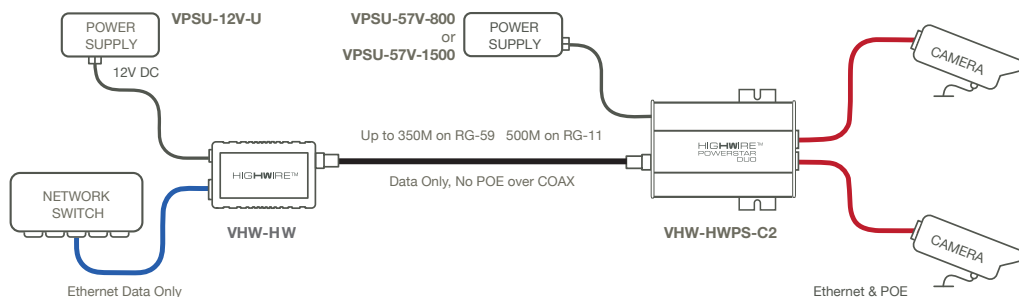 VPSU-12V-U
POWER
SUPPLY
12V DC
VPSU-57V-800
or
VPSU-57V-1500
POWER
SUPPLY
CAMERA
Up to 350M on RG-59   500M on RG-11
HIGHWIRE™
HIGHWIRE™
POWERSTAR
DUO
Data Only, No POE over COAX
NETWORK
SWITCH
VHW-HW
VHW-HWPS-C2
CAMERA
Ethernet Data Only
Ethernet & POE